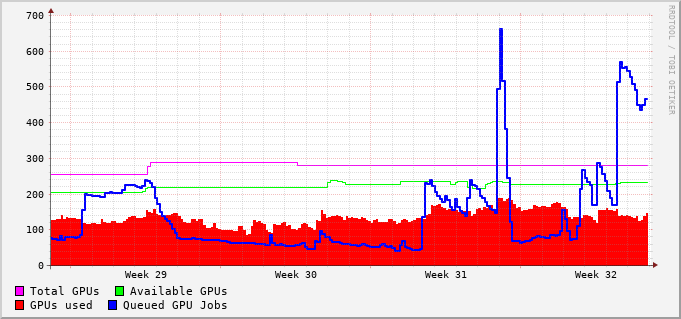 700
600
500
400
300
200
100
0
Week 29 Week 30 Week 31 Week 32
Total GPUs Available GPUs
GPUs used Queued GPU Jobs
RRDTOOL / TOBI OETIKER